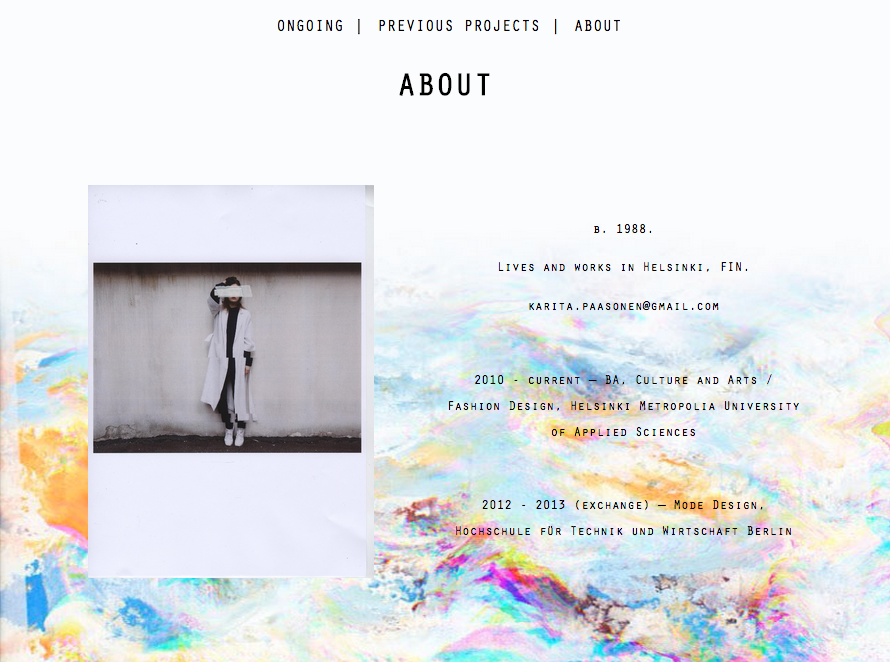 ONGOING | PREVIOUS PROJECTS | ABOUT
ABOUT
B. 1988.
LIVES AND WORKS IN HELSINKI, FIN.
KARITA.PAASONEN@GMAIL.COM
2010 - CURRENT — BA, CULTURE AND ARTS /
FASHION DESIGN, HELSINKI METROPOLIA UNIVERSITY
OF APPLIED SCIENCES
2012 - 2013 (EXCHANGE) — MODE DESIGN,
HOCHSCHULE FÜR TECHNIK UND WIRTSCHAFT BERLIN